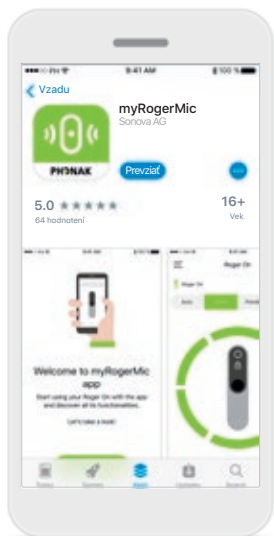 9:41 AM
100 %
Vzadu
myRogerMic
Sonova AG
PHONAK
Prevziať
5.0 ★★★★★
16+
64 hodnotení
Vek
Welcome to myRogerMic
app
Start using your Roger On with the app
and discover all its functionalities.
Let's take a look!
Roger On
Roger On